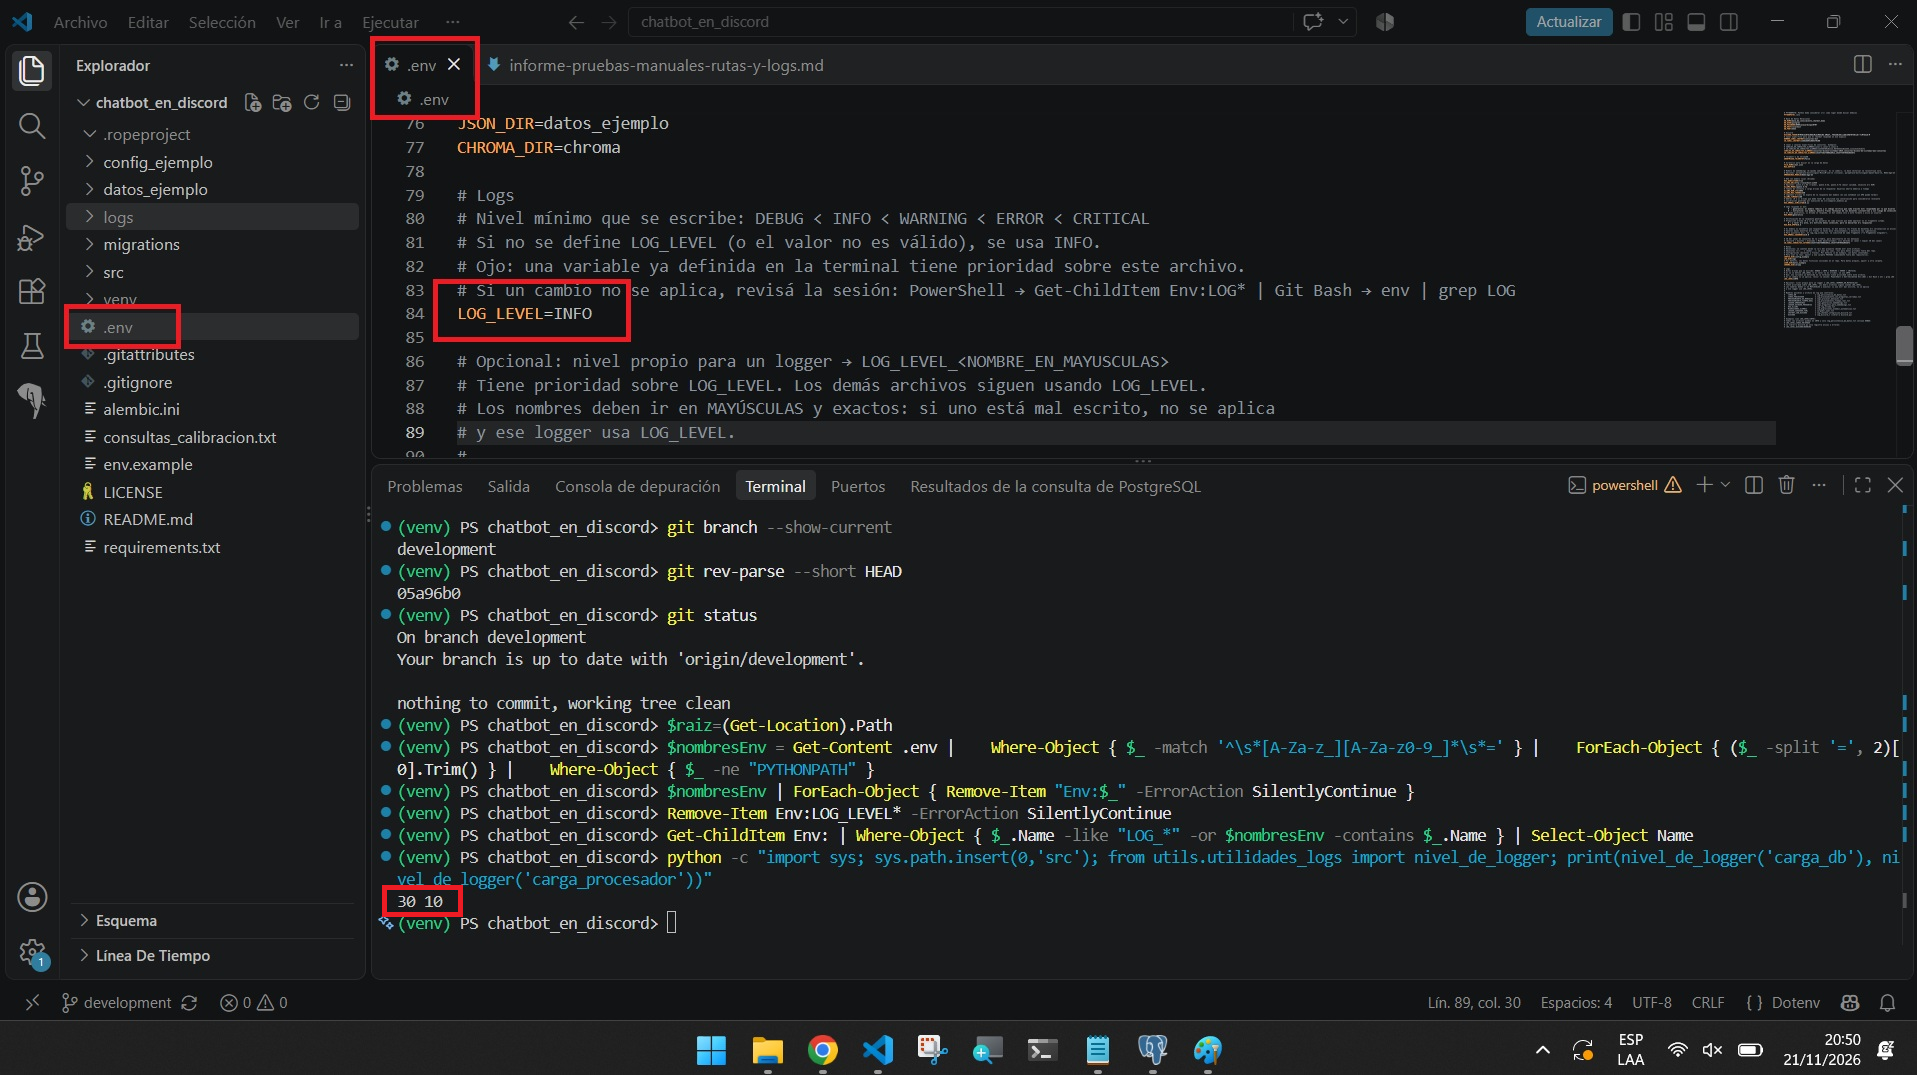 Archivo Editar Selección Ver Ir a Ejecutar ···
chatbot_en_discord
Actualizar
Explorador ···
chatbot_en_discord
.ropeproject
config_ejemplo
datos_ejemplo
logs
migrations
src
venv
.env
.gitattributes
.gitignore
alembic.ini
consultas_calibracion.txt
env.example
LICENSE
README.md
requirements.txt
Esquema
Línea De Tiempo
.env
informe-pruebas-manuales-rutas-y-logs.md
.env
76 JSON_DIR=datos_ejemplo
77 CHROMA_DIR=chroma
78
79 # Logs
80 # Nivel mínimo que se escribe: DEBUG < INFO < WARNING < ERROR < CRITICAL
81 # Si no se define LOG_LEVEL (o el valor no es válido), se usa INFO.
82 # Ojo: una variable ya definida en la terminal tiene prioridad sobre este archivo.
83 # Si un cambio no se aplica, revisá la sesión: PowerShell → Get-ChildItem Env:LOG* | Git Bash → env | grep LOG
84 LOG_LEVEL=INFO
85
86 # Opcional: nivel propio para un logger → LOG_LEVEL_<NOMBRE_EN_MAYUSCULAS>
87 # Tiene prioridad sobre LOG_LEVEL. Los demás archivos siguen usando LOG_LEVEL.
88 # Los nombres deben ir en MAYÚSCULAS y exactos: si uno está mal escrito, no se aplica
89 # y ese logger usa LOG_LEVEL.
90 #
Problemas Salida Consola de depuración Terminal Puertos Resultados de la consulta de PostgreSQL
powershell
(venv) PS chatbot_en_discord> git branch --show-current
development
(venv) PS chatbot_en_discord> git rev-parse --short HEAD
05a96b0
(venv) PS chatbot_en_discord> git status
On branch development
Your branch is up to date with 'origin/development'.
nothing to commit, working tree clean
(venv) PS chatbot_en_discord> $raiz=(Get-Location).Path
(venv) PS chatbot_en_discord> $nombresEnv = Get-Content .env | Where-Object { $_ -match '^\s*[A-Za-z_][A-Za-z0-9_]*\s*=' } | ForEach-Object { ($_ -split '=', 2)[
0].Trim() } | Where-Object { $_ -ne "PYTHONPATH" }
(venv) PS chatbot_en_discord> $nombresEnv | ForEach-Object { Remove-Item "Env:$_" -ErrorAction SilentlyContinue }
(venv) PS chatbot_en_discord> Remove-Item Env:LOG_LEVEL* -ErrorAction SilentlyContinue
(venv) PS chatbot_en_discord> Get-ChildItem Env: | Where-Object { $_.Name -like "LOG_*" -or $nombresEnv -contains $_.Name } | Select-Object Name
(venv) PS chatbot_en_discord> python -c "import sys; sys.path.insert(0,'src'); from utils.utilidades_logs import nivel_de_logger; print(nivel_de_logger('carga_db'), ni
vel_de_logger('carga_procesador'))"
30 10
(venv) PS chatbot_en_discord>
1
development
0 0
Lín. 89, col. 30 Espacios: 4 UTF-8 CRLF { } Dotenv
ESP
LAA
20:50
21/11/2026